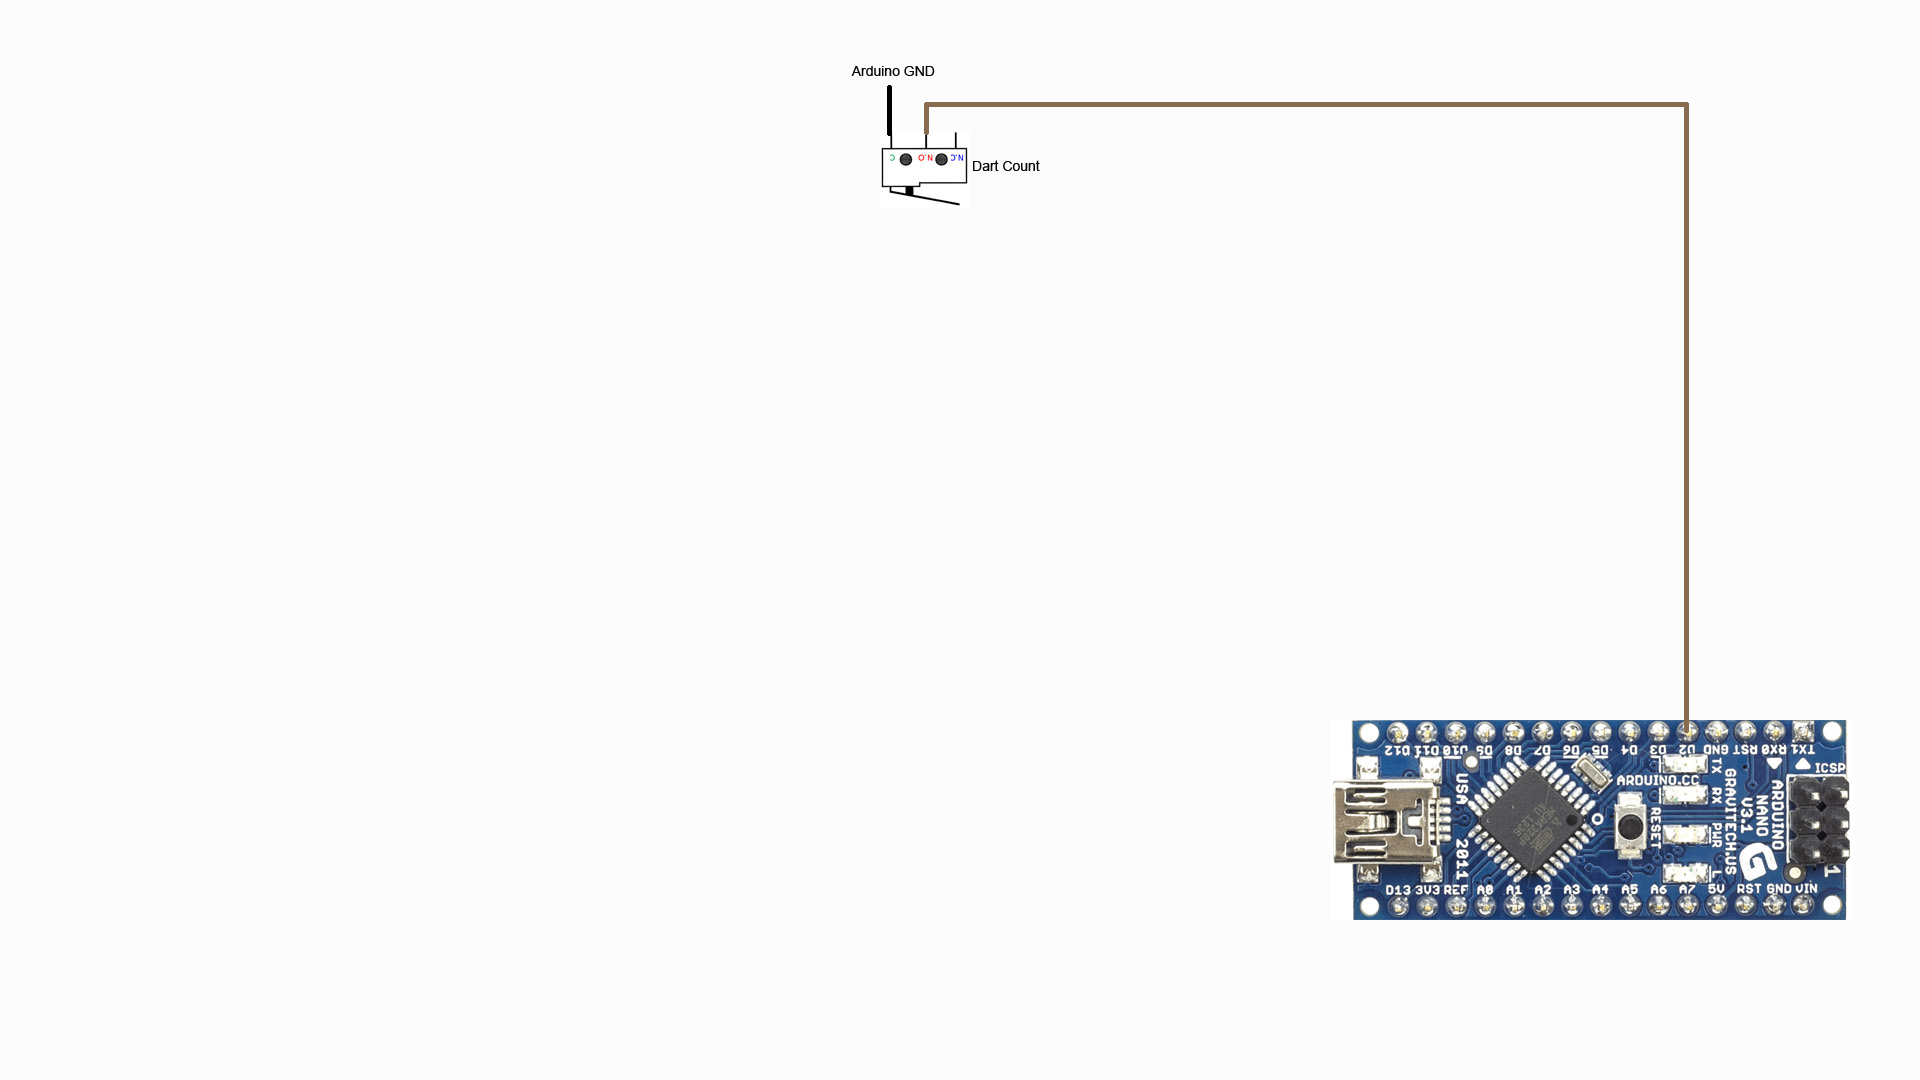 Arduino GND
C N.O N.C
Dart Count
D12 D11 D10 D9 D8 D7 D6 D5 D4 D3 D2 GND RST RX0 TX1
ICSP
ARDUINO.CC
USA
2011
RESET
TX
RX
PWR
L
GRAVITECH.US
ARDUINO
NANO
V3.1
G
1
D13 3V3 REF A0 A1 A2 A3 A4 A5 A6 A7 5V RST GND VIN